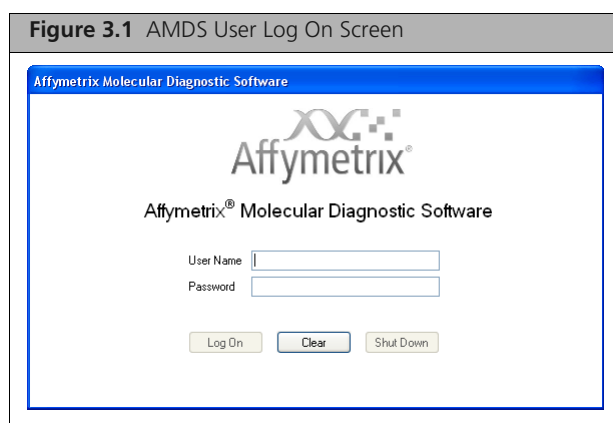 Figure 3.1 AMDS User Log On Screen
Affymetrix Molecular Diagnostic Software
Affymetrix®
Affymetrix® Molecular Diagnostic Software
User Name
Password
Log On Clear Shut Down